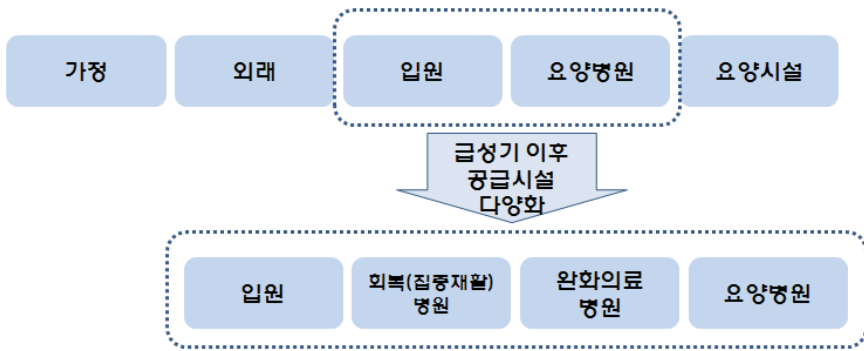 가정
외래
입원
요양병원
요양시설
급성기 이후
공급시설
다양화
입원
회복(집중재활)
병원
완화의료
병원
요양병원